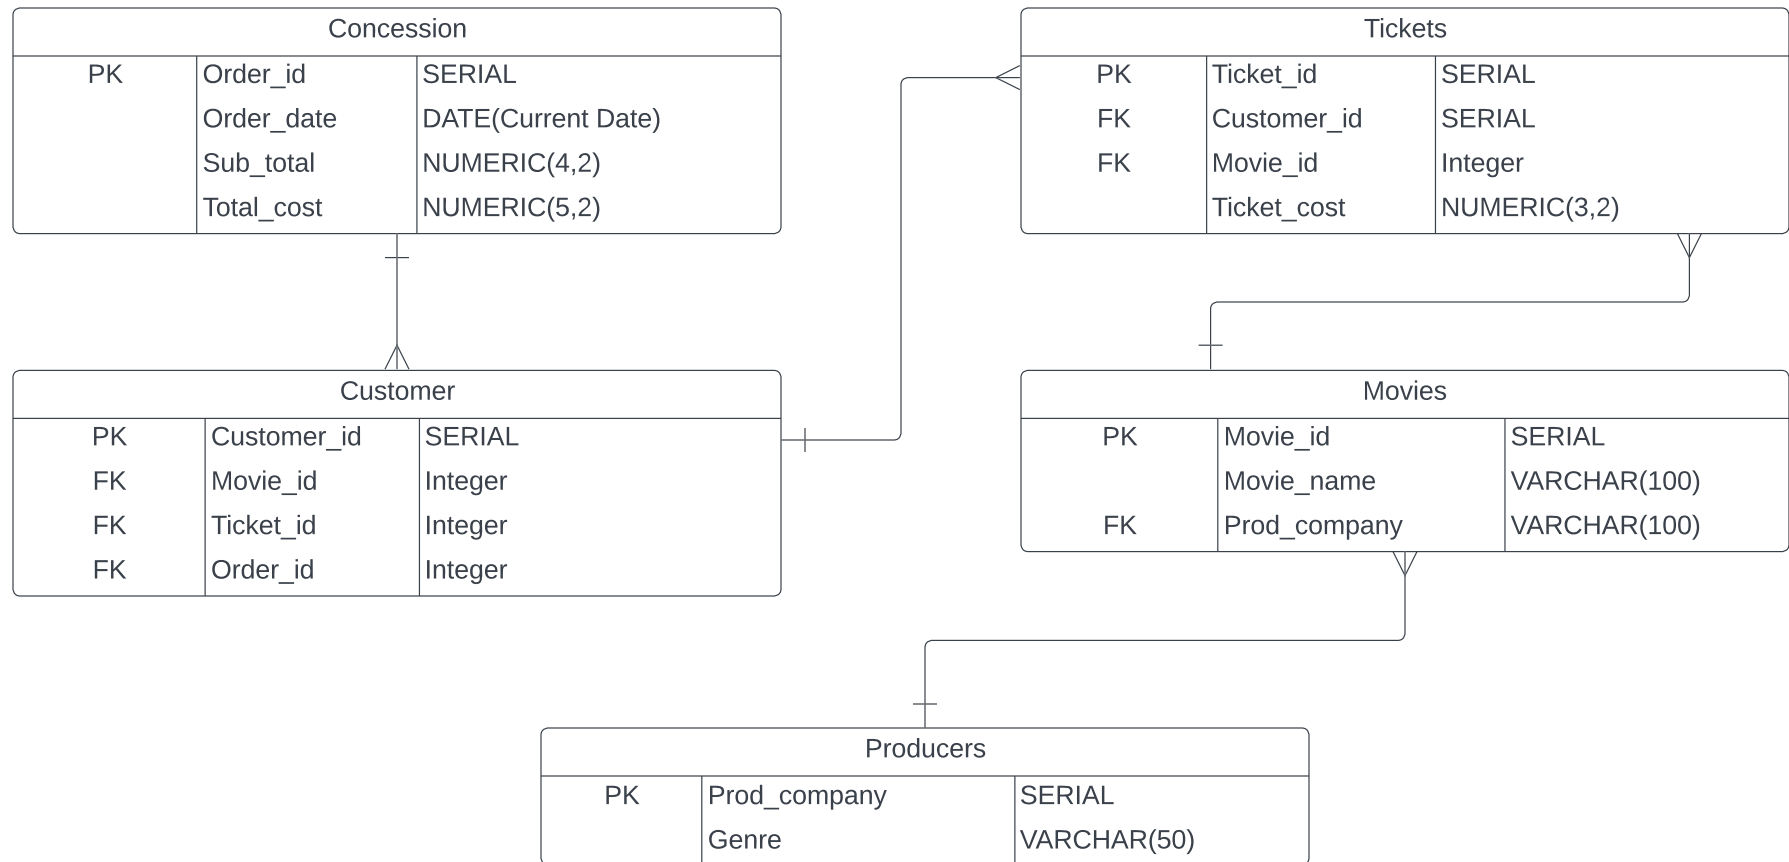 Concession
PK Order_id SERIAL
Order_date DATE(Current Date)
Sub_total NUMERIC(4,2)
Total_cost NUMERIC(5,2)
Tickets
PK Ticket_id SERIAL
FK Customer_id SERIAL
FK Movie_id Integer
Ticket_cost NUMERIC(3,2)
Customer
PK Customer_id SERIAL
FK Movie_id Integer
FK Ticket_id Integer
FK Order_id Integer
Movies
PK Movie_id SERIAL
Movie_name VARCHAR(100)
FK Prod_company VARCHAR(100)
Producers
PK Prod_company SERIAL
Genre VARCHAR(50)